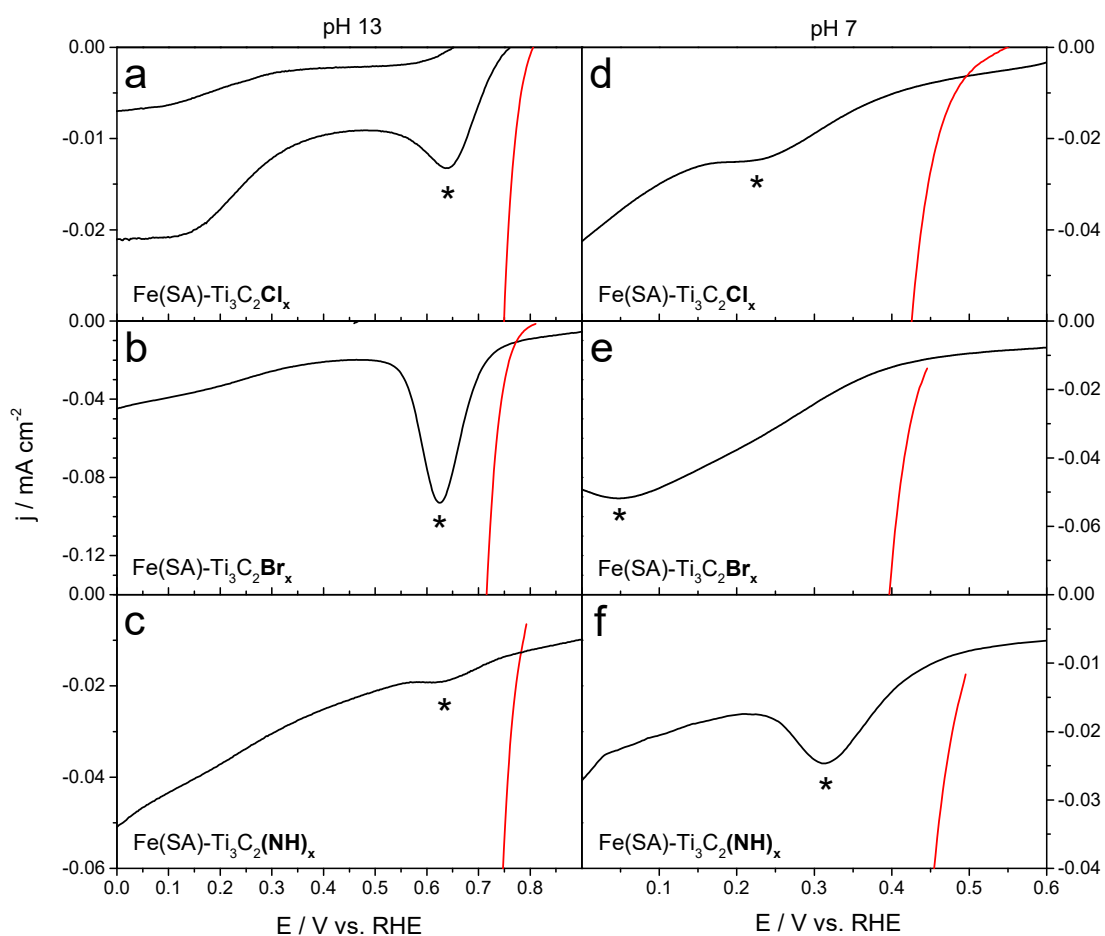 pH 13
pH 7
a
d
0.00
-0.01
-0.02
0.00
-0.02
-0.04
*
*
Fe(SA)-Ti₃C₂Clₓ
Fe(SA)-Ti₃C₂Clₓ
b
e
0.00
-0.04
-0.08
-0.12
0.00
-0.02
-0.04
-0.06
*
*
Fe(SA)-Ti₃C₂Brₓ
Fe(SA)-Ti₃C₂Brₓ
c
f
0.00
-0.02
-0.04
-0.06
0.00
-0.01
-0.02
-0.03
-0.04
*
*
Fe(SA)-Ti₃C₂(NH)ₓ
Fe(SA)-Ti₃C₂(NH)ₓ
j / mA cm⁻²
0.0 0.1 0.2 0.3 0.4 0.5 0.6 0.7 0.8
0.1 0.2 0.3 0.4 0.5 0.6
E / V vs. RHE
E / V vs. RHE